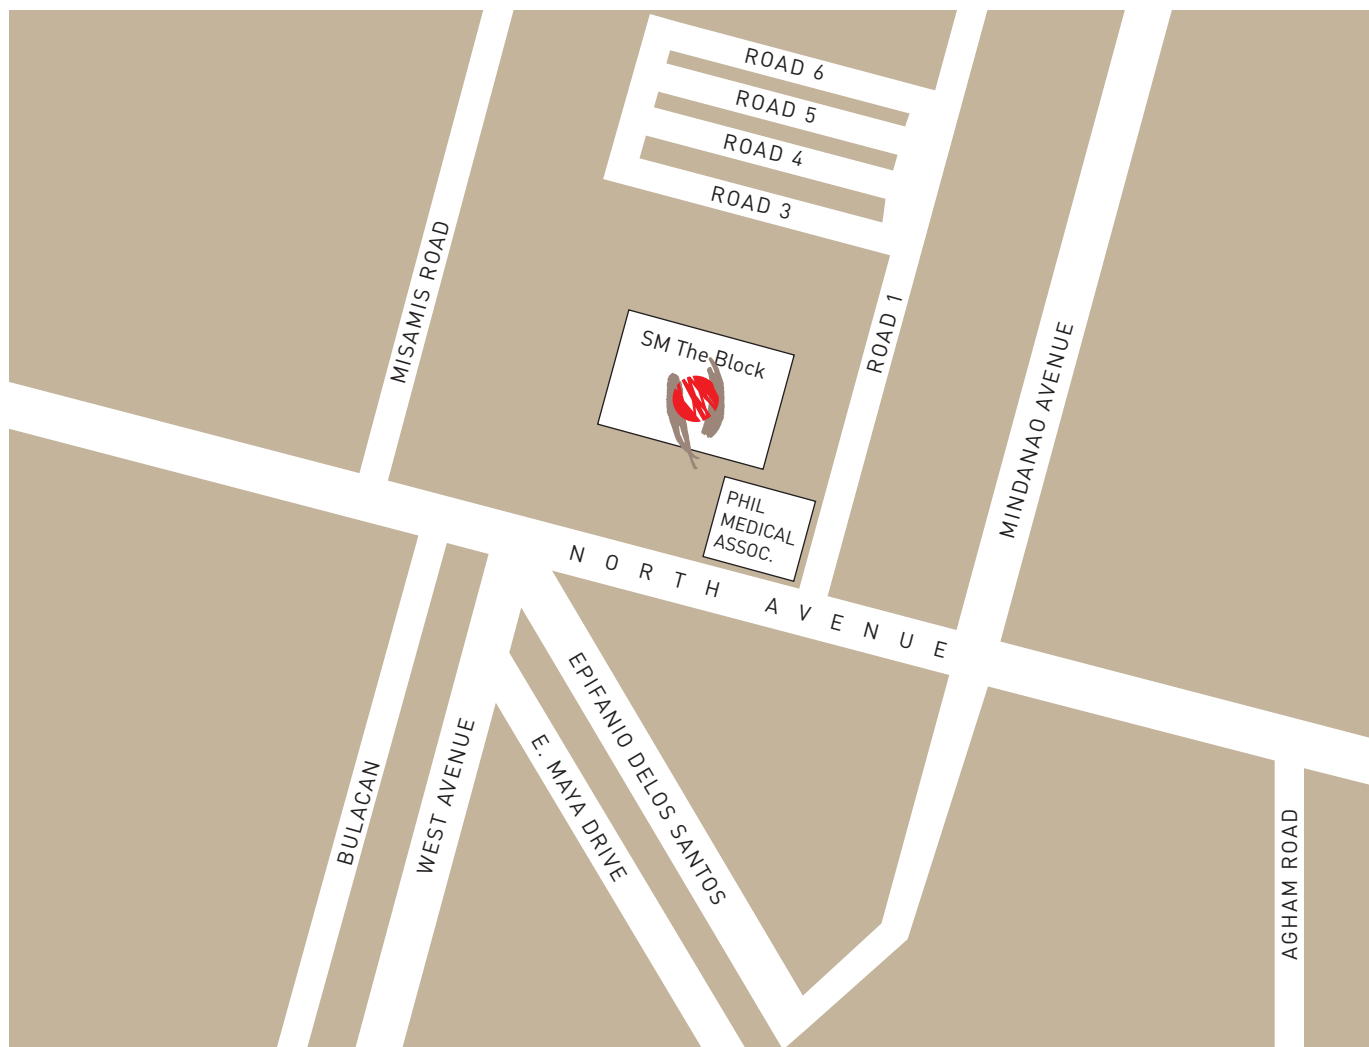 ROAD 6
ROAD 5
ROAD 4
ROAD 3
MISAMIS ROAD
ROAD 1
SM The Block
MINDANAO AVENUE
PHIL
MEDICAL
ASSOC.
NORTH AVENUE
EPIFANIO DELOS SANTOS
E. MAYA DRIVE
WEST AVENUE
BULACAN
AGHAM ROAD